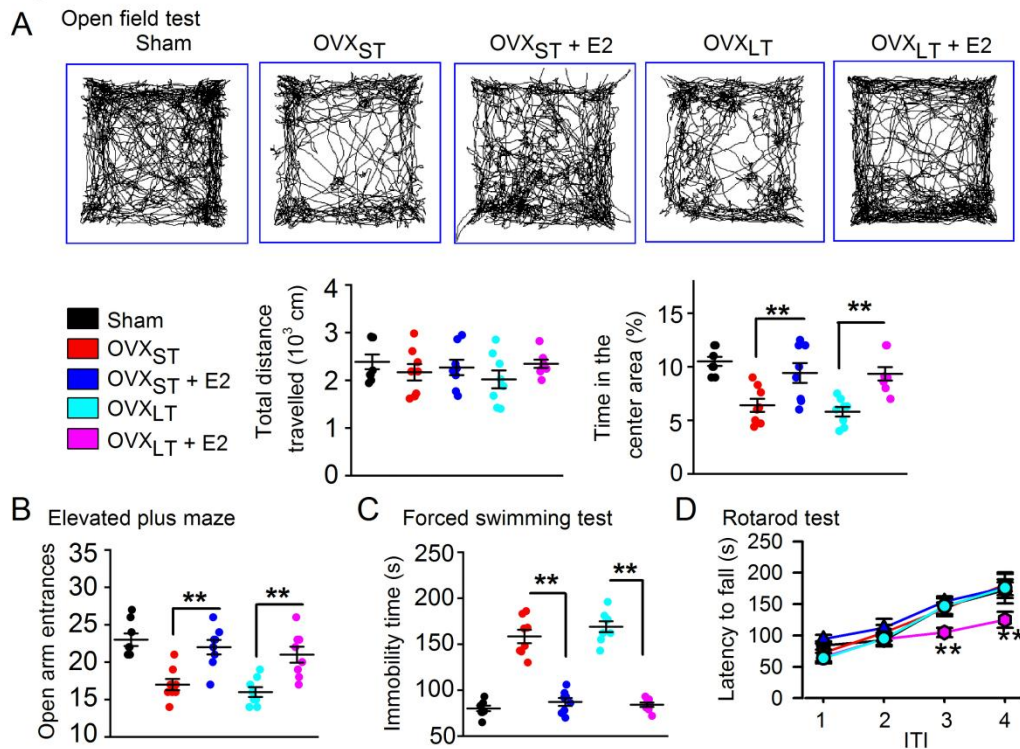 A Open field test
Sham OVXST OVXST + E2 OVXLT OVXLT + E2
Sham
OVXST
OVXST + E2
OVXLT
OVXLT + E2
Total distance
travelled (10³ cm)
4
3
2
1
0
Time in the
center area (%)
15
10
5
0
** **
B Elevated plus maze
Open arm entrances
35
30
25
20
15
10
** **
C Forced swimming test
Immobility time (s)
250
200
150
100
50
** **
D Rotarod test
Latency to fall (s)
250
200
150
100
50
0
** **
1 2 3 4
ITI